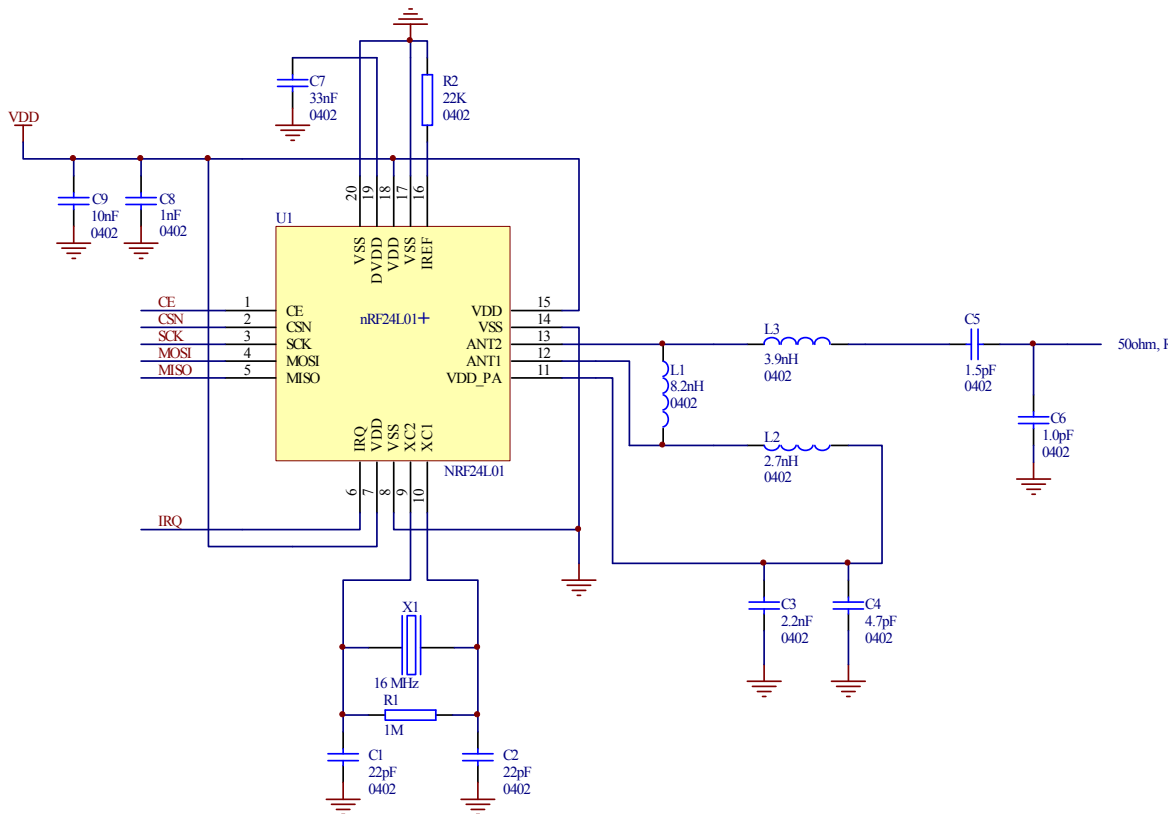 C7
33nF
0402
R2
22K
0402
VDD
C9
10nF
0402
C8
1nF
0402
20
19
18
17
16
U1
VSS
DVDD
VDD
VSS
IREF
nRF24L01+
CE
1
CE
CSN
2
CSN
SCK
3
SCK
MOSI
4
MOSI
MISO
5
MISO
VDD
15
VSS
14
ANT2
13
ANT1
12
VDD_PA
11
IRQ
VDD
VSS
XC2
XC1
NRF24L01
6
7
8
9
10
IRQ
L3
3.9nH
0402
L1
8.2nH
0402
L2
2.7nH
0402
C5
1.5pF
0402
50ohm, R
C6
1.0pF
0402
C3
2.2nF
0402
C4
4.7pF
0402
X1
16 MHz
R1
1M
C1
22pF
0402
C2
22pF
0402